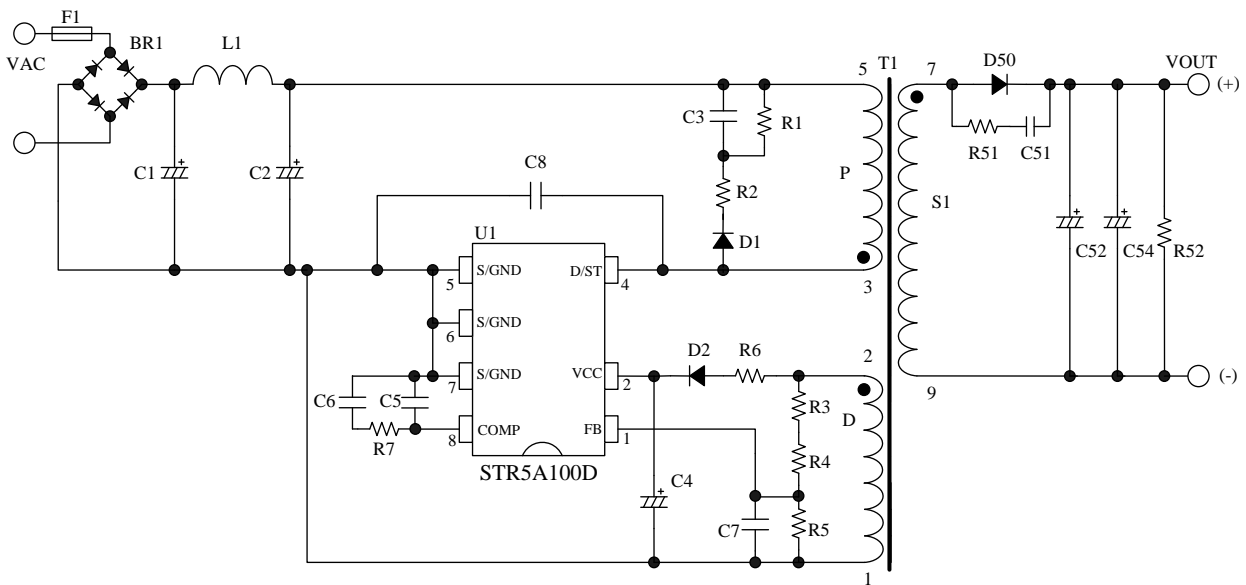 F1
BR1
L1
VAC
C1
C2
C8
C3
R1
R2
D1
5
T1
P
3
7
D50
VOUT
(+)
R51
C51
S1
C52
C54
R52
9
(-)
U1
S/GND
5
D/ST
4
S/GND
6
S/GND
7
VCC
2
COMP
8
FB
1
STR5A100D
C6
C5
R7
D2
R6
2
R3
D
R4
C4
C7
R5
1